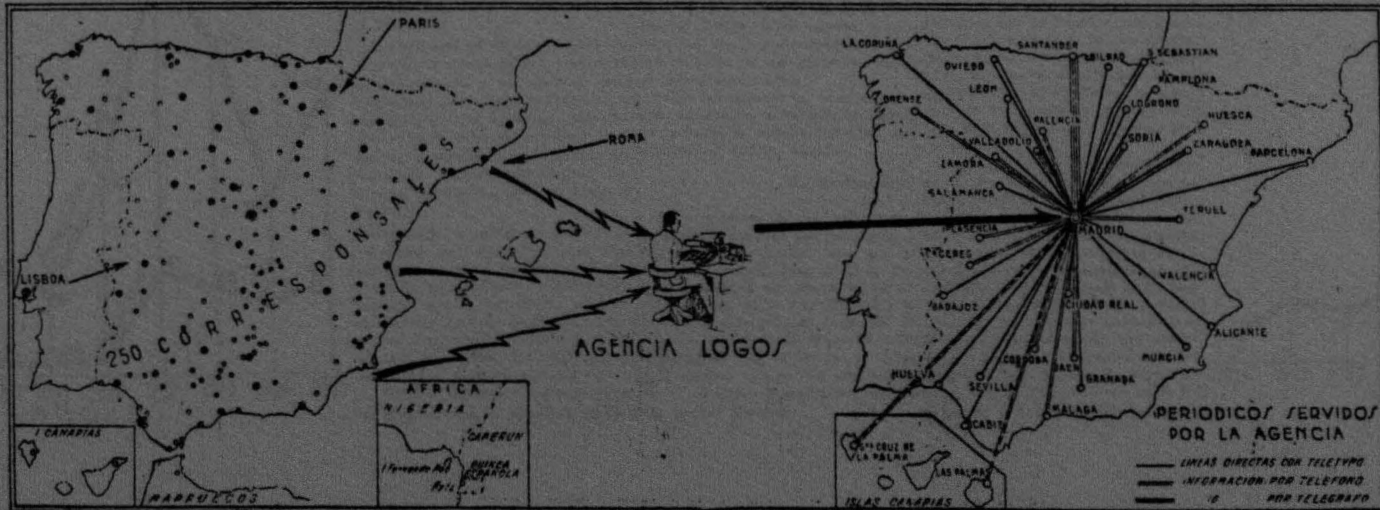 PARIS
ROMA
LISBOA
250 CORRESPONSALES
I CANARIAS
MARRUECOS
AFRICA
NIGERIA
CAMERUN
I Fernando Póo
GUINEA
ESPAÑOLA
AGENCIA LOGOS
LA CORUÑA
SANTANDER
BILBAO
S. SEBASTIAN
OVIEDO
PAMPLONA
LEON
ORENSE
LOGROÑO
HUESCA
PALENCIA
VALLADOLID
SORIA
ZARAGOZA
BARCELONA
ZAMORA
SALAMANCA
TERUEL
PLASENCIA
MADRID
CACERES
VALENCIA
BADAJOZ
CIUDAD REAL
ALICANTE
CORDOBA
MURCIA
HUELVA
JAEN
SEVILLA
GRANADA
CADIZ
MALAGA
Sta CRUZ DE
LA PALMA
LAS PALMAS
ISLAS CANARIAS
PERIODICOS SERVIDOS
POR LA AGENCIA
LINEAS DIRECTAS CON TELETYPO
INFORMACION POR TELEFONO
ID POR TELEGRAFO